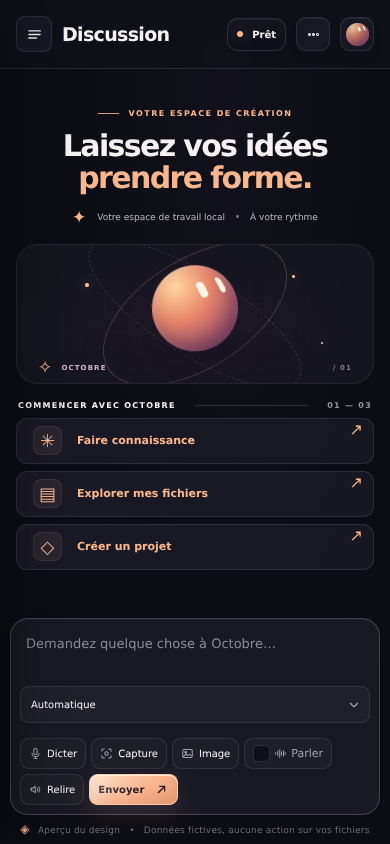 Discussion
Prêt
VOTRE ESPACE DE CRÉATION
Laissez vos idées
prendre forme.
Votre espace de travail local • À votre rythme
OCTOBRE
/ 01
COMMENCER AVEC OCTOBRE
01 — 03
Faire connaissance
Explorer mes fichiers
Créer un projet
Demandez quelque chose à Octobre…
Automatique
Dicter
Capture
Image
Parler
Relire
Envoyer
Aperçu du design • Données fictives, aucune action sur vos fichiers